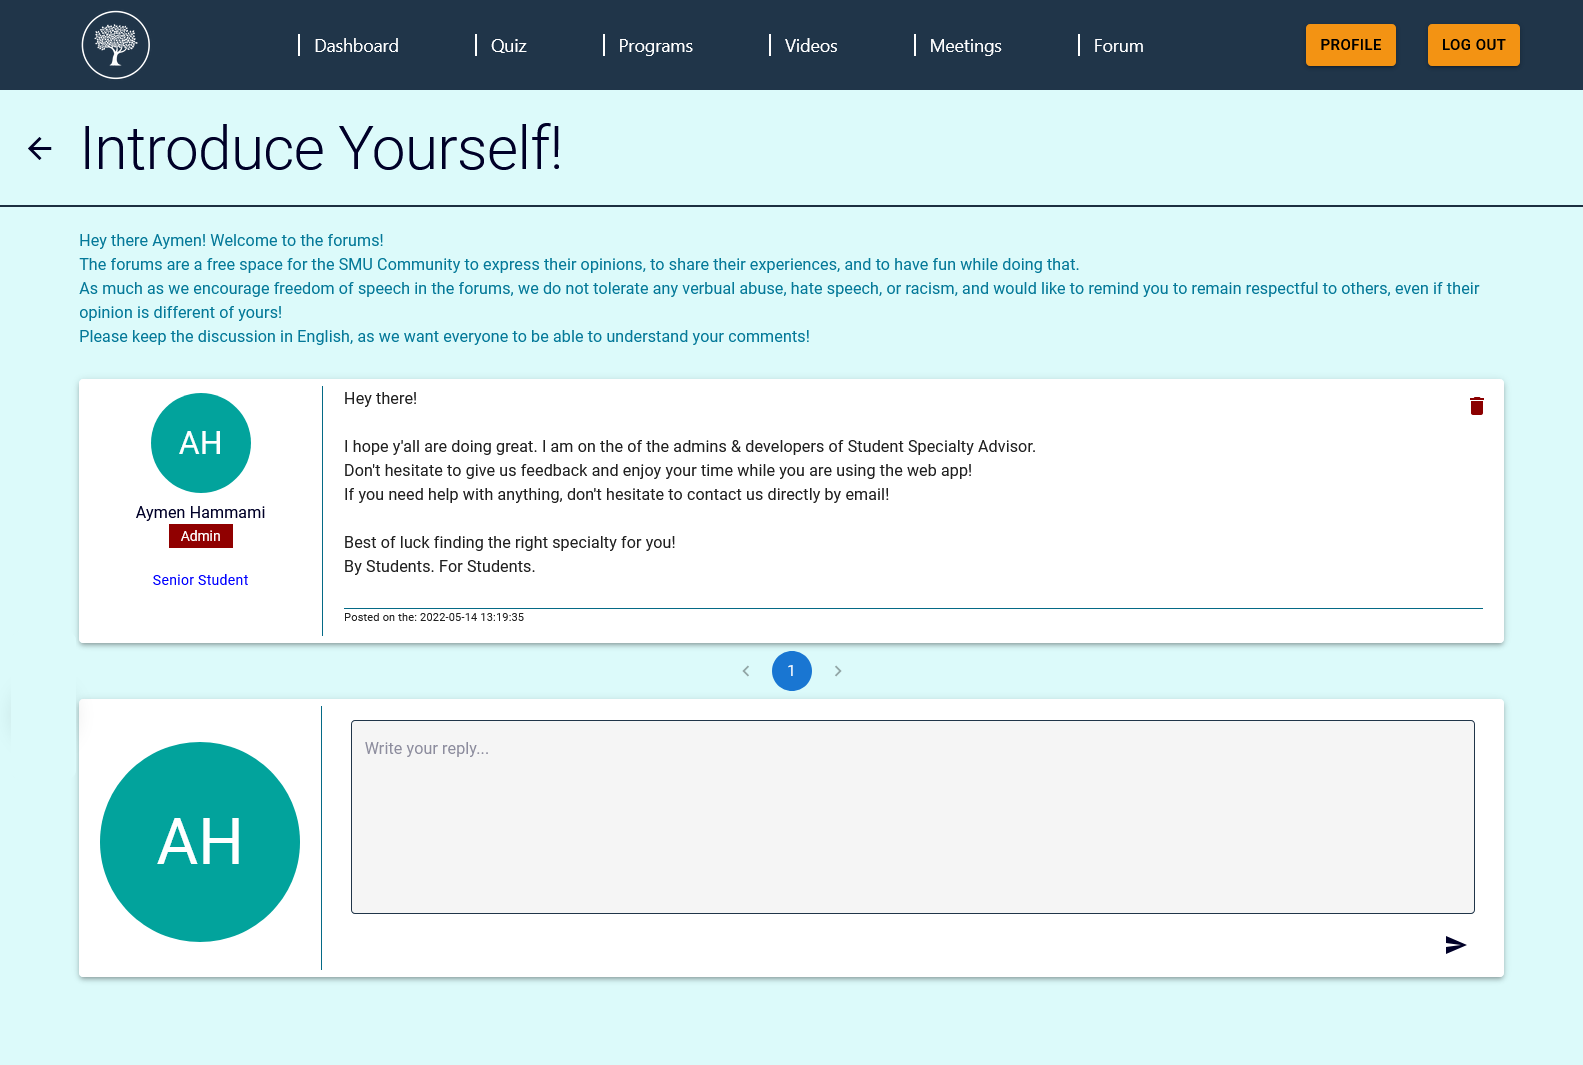 Dashboard
Quiz
Programs
Videos
Meetings
Forum
PROFILE
LOG OUT
Introduce Yourself!
Hey there Aymen! Welcome to the forums!
The forums are a free space for the SMU Community to express their opinions, to share their experiences, and to have fun while doing that.
As much as we encourage freedom of speech in the forums, we do not tolerate any verbual abuse, hate speech, or racism, and would like to remind you to remain respectful to others, even if their
opinion is different of yours!
Please keep the discussion in English, as we want everyone to be able to understand your comments!
AH
Aymen Hammami
Admin
Senior Student
Hey there!
I hope y'all are doing great. I am on the of the admins & developers of Student Specialty Advisor.
Don't hesitate to give us feedback and enjoy your time while you are using the web app!
If you need help with anything, don't hesitate to contact us directly by email!
Best of luck finding the right specialty for you!
By Students. For Students.
Posted on the: 2022-05-14 13:19:35
1
AH
Write your reply...